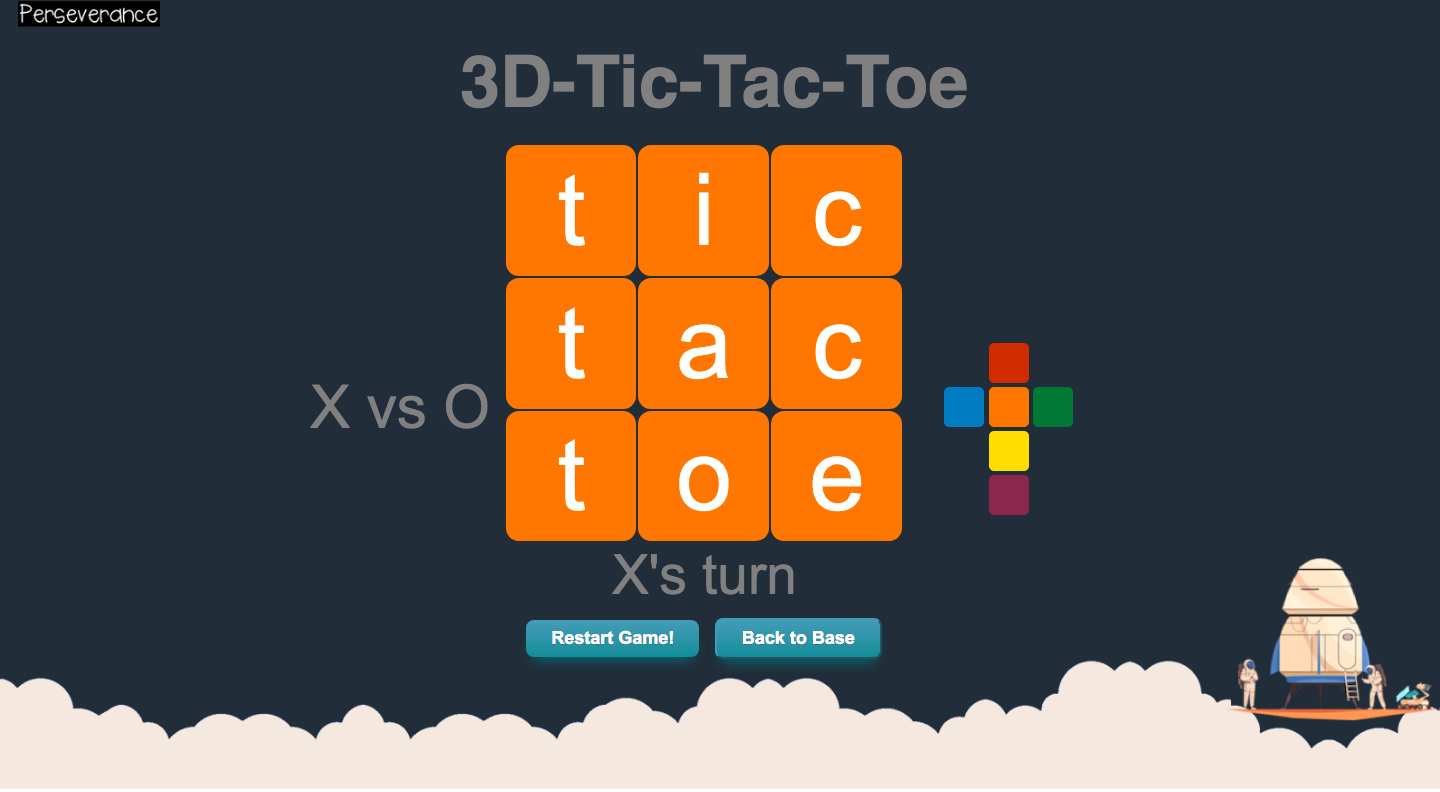 Perseverance
3D-Tic-Tac-Toe
t i c
t a c
X vs O
t o e
X's turn
Restart Game! Back to Base